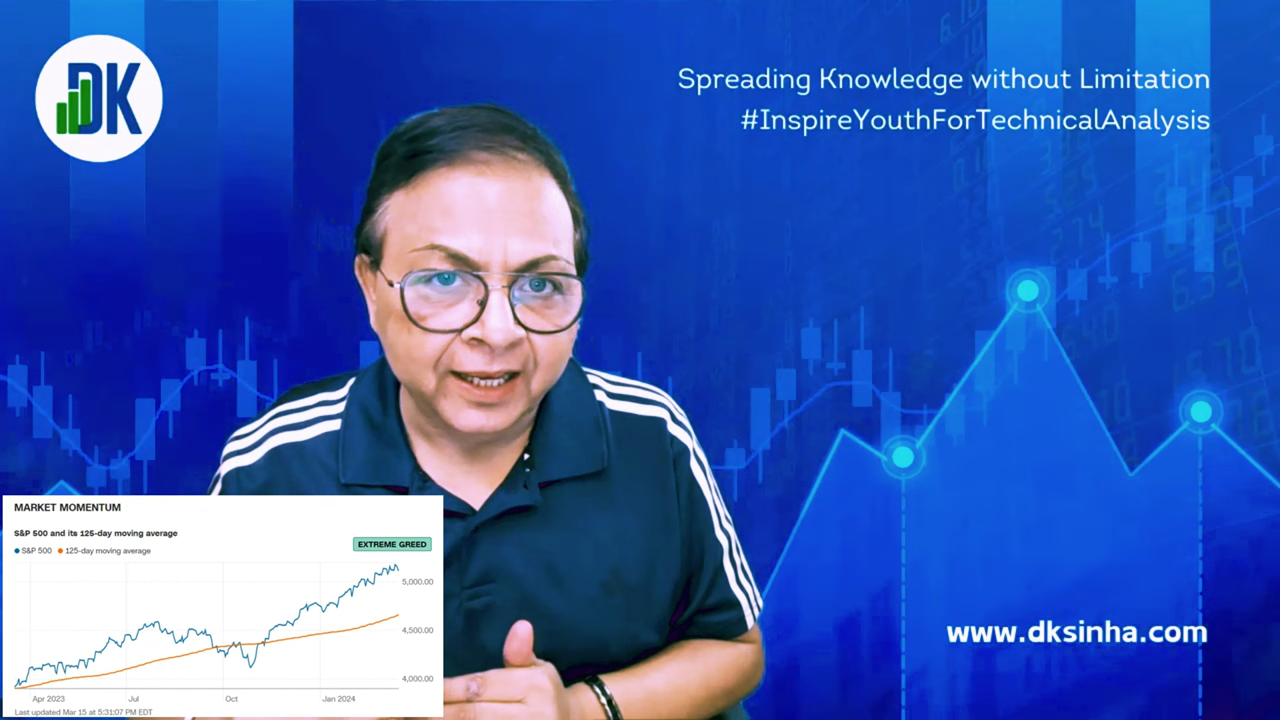 DK
Spreading Knowledge without Limitation
#InspireYouthForTechnicalAnalysis
MARKET MOMENTUM
S&P 500 and its 125-day moving average
EXTREME GREED
S&P 500 125-day moving average
5,000.00
4,500.00
4,000.00
Apr 2023 Jul Oct Jan 2024
Last updated Mar 15 at 5:31:07 PM EDT
www.dksinha.com